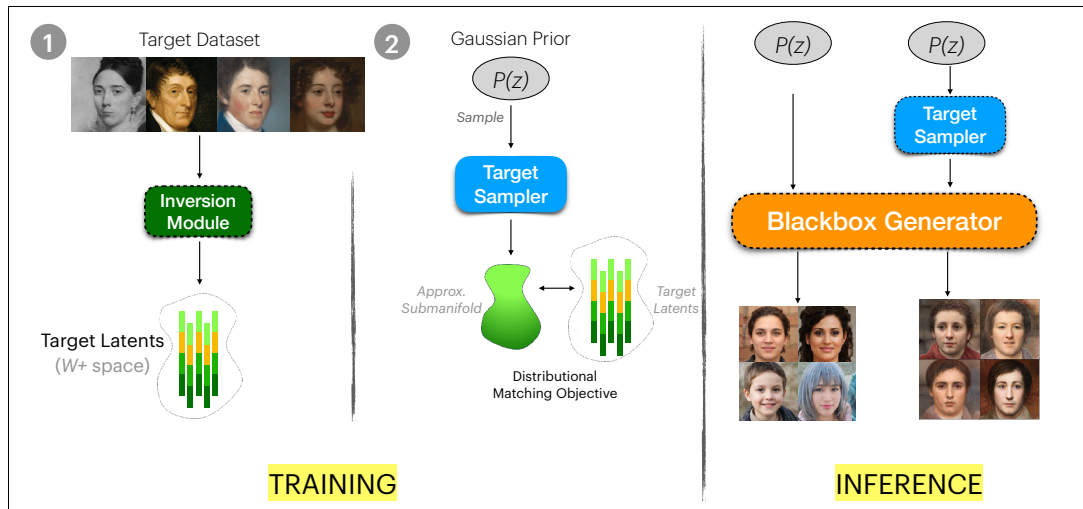 1
Target Dataset
Inversion
Module
Target Latents
(W+ space)
2
Gaussian Prior
P(z)
Sample
Target
Sampler
Approx.
Submanifold
Target
Latents
Distributional
Matching Objective
TRAINING
P(z)
P(z)
Target
Sampler
Blackbox Generator
INFERENCE